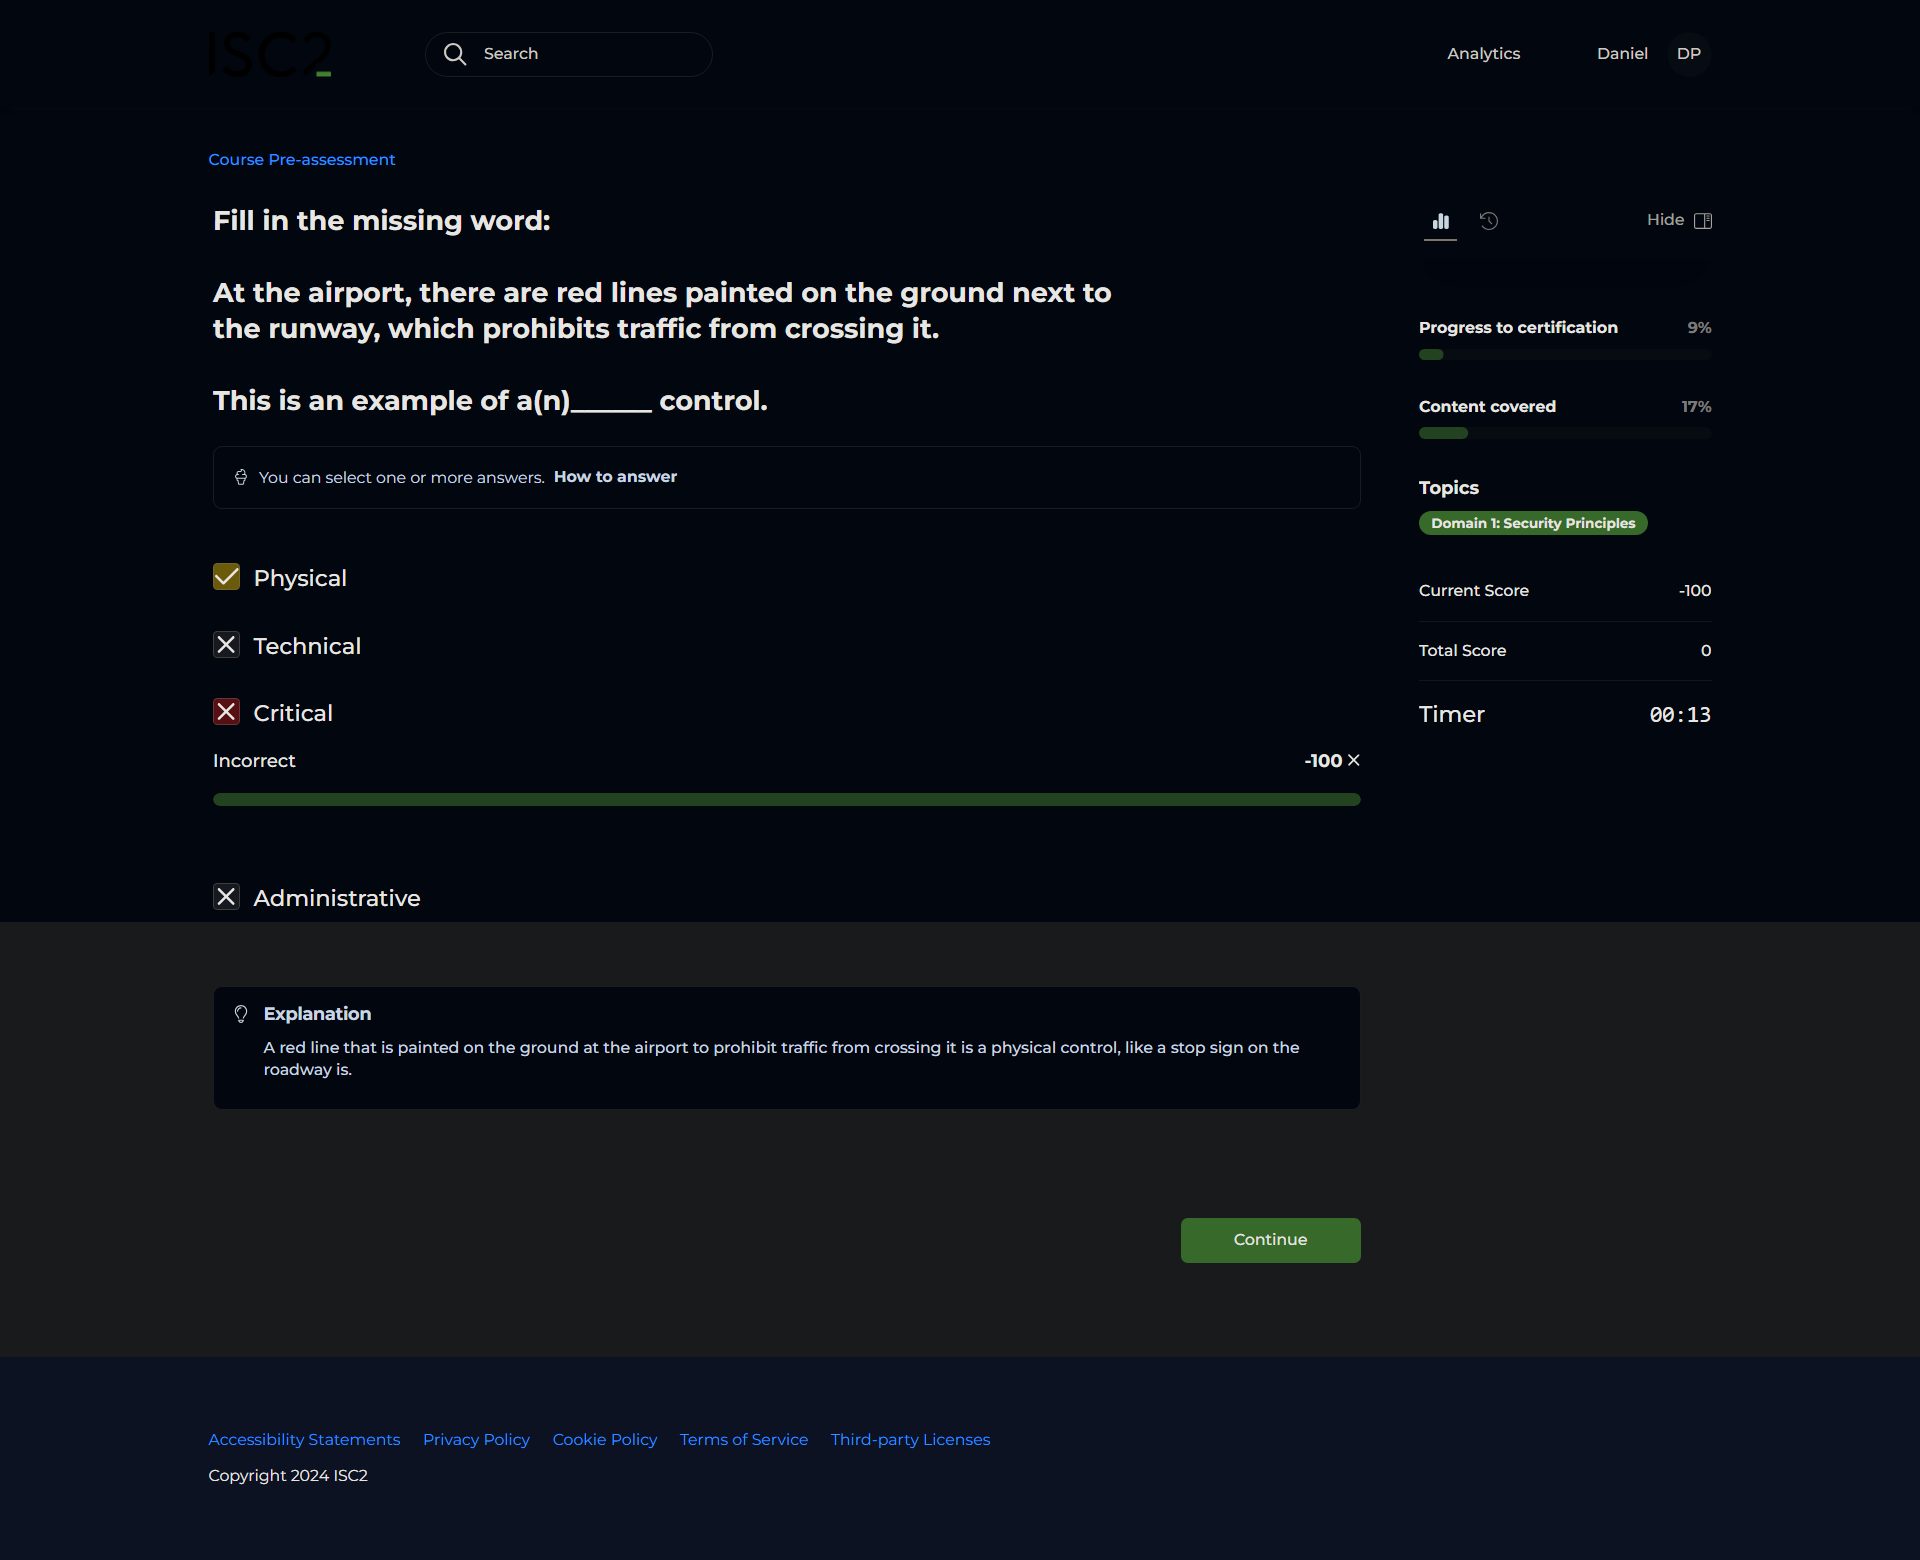 ISC2
Search
Analytics
Daniel
DP
Course Pre-assessment
Fill in the missing word:
At the airport, there are red lines painted on the ground next to
the runway, which prohibits traffic from crossing it.
This is an example of a(n)______ control.
You can select one or more answers. How to answer
Physical
Technical
Critical
Incorrect
-100
Administrative
Explanation
A red line that is painted on the ground at the airport to prohibit traffic from crossing it is a physical control, like a stop sign on the
roadway is.
Continue
Hide
Progress to certification 9%
Content covered 17%
Topics
Domain 1: Security Principles
Current Score -100
Total Score 0
Timer 00:13
Accessibility Statements Privacy Policy Cookie Policy Terms of Service Third-party Licenses
Copyright 2024 ISC2